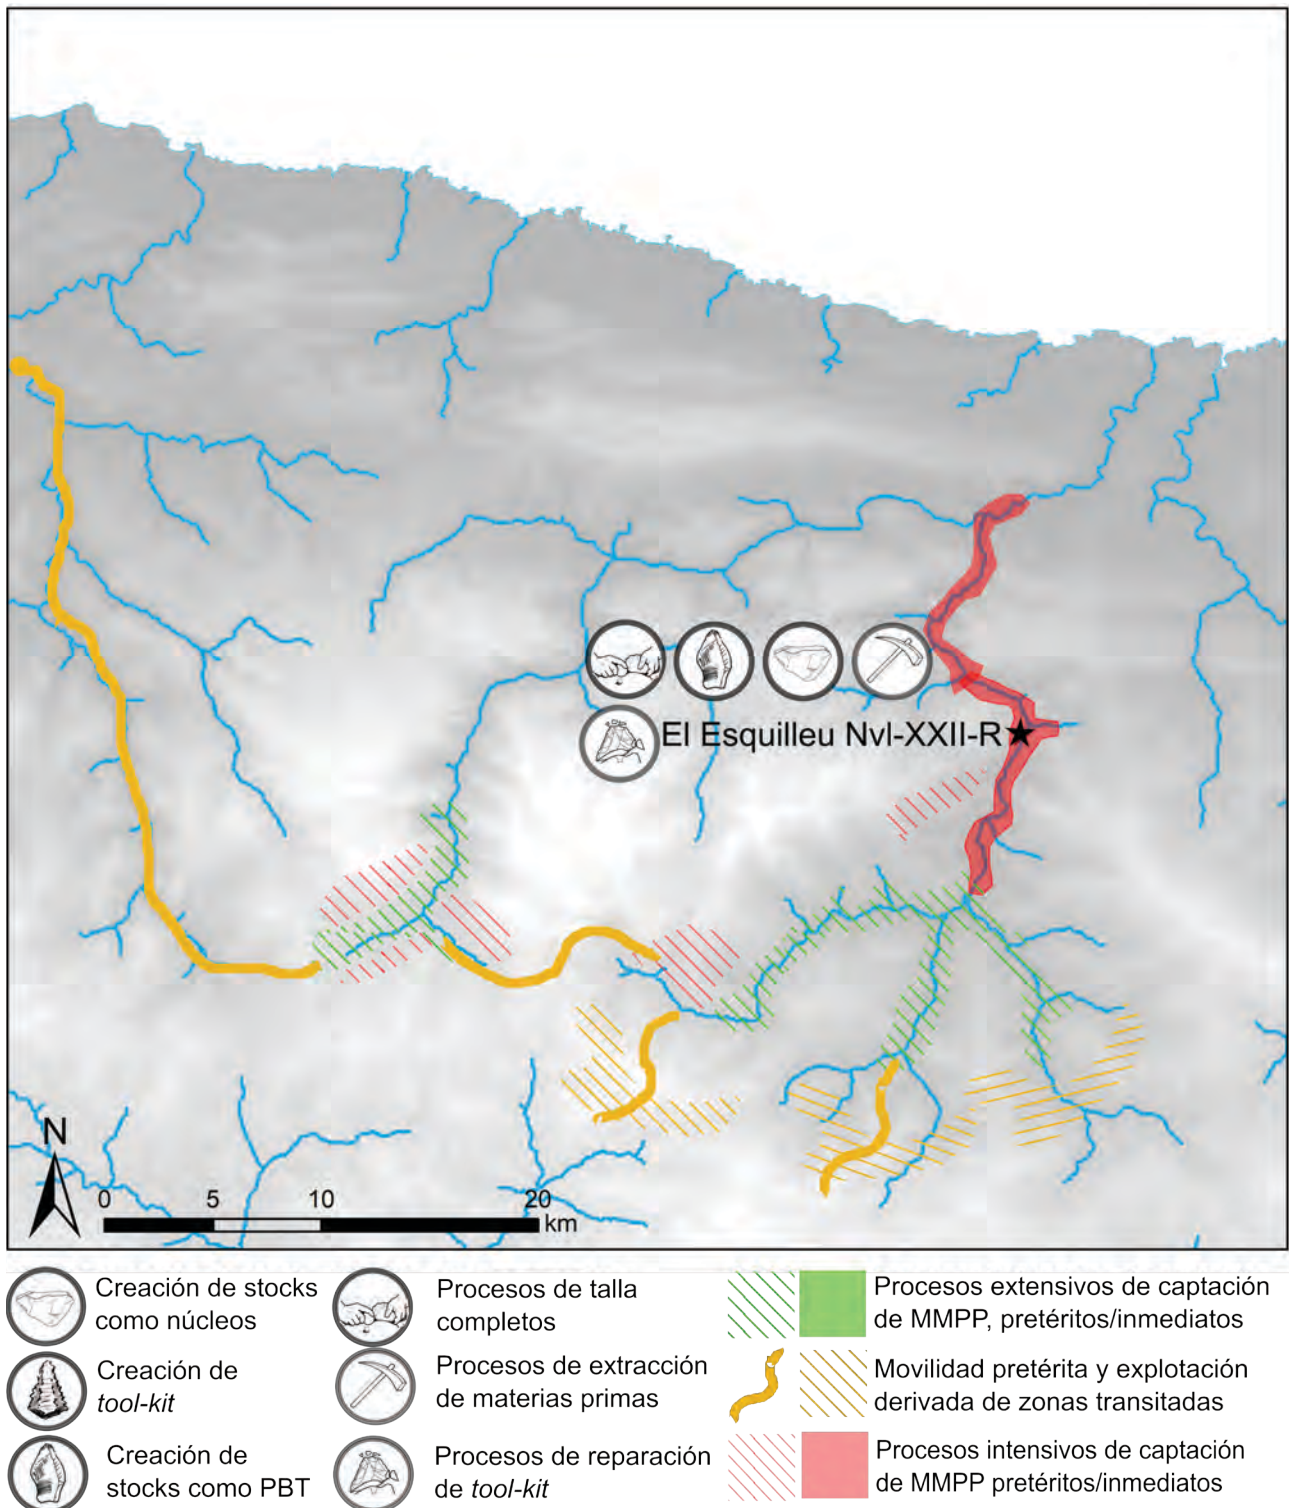 El Esquilleu Nvl-XXII-R
N
0 5 10 20
km
Creación de stocks
como núcleos
Creación de
tool-kit
Creación de
stocks como PBT
Procesos de talla
completos
Procesos de extracción
de materias primas
Procesos de reparación
de tool-kit
Procesos extensivos de captación
de MMPP, pretéritos/inmediatos
Movilidad pretérita y explotación
derivada de zonas transitadas
Procesos intensivos de captación
de MMPP pretéritos/inmediatos